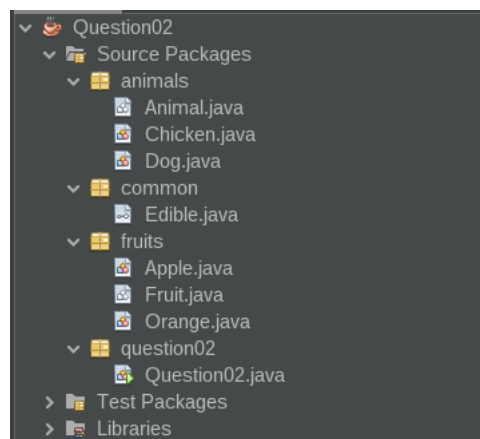 Question02
Source Packages
animals
Animal.java
Chicken.java
Dog.java
common
Edible.java
fruits
Apple.java
Fruit.java
Orange.java
question02
Question02.java
Test Packages
Libraries